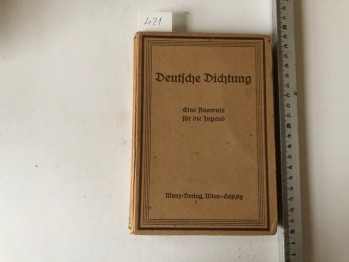 421
Deutsche Dichtung
Eine Auswahl
für die Jugend
Manz-Verlag, Wien-Leipzig